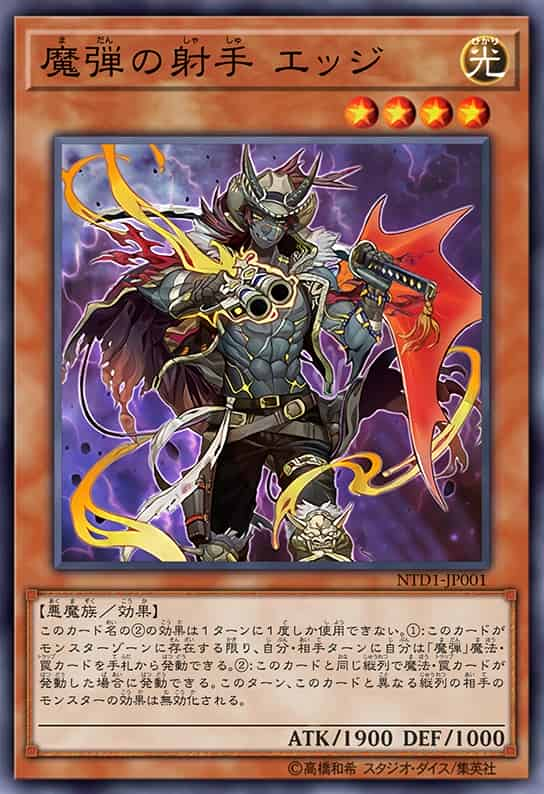 魔弾の射手 エッジ
光
NTD1-JP001
【悪魔族/効果】
このカード名の②の効果は1ターンに1度しか使用できない。①:このカードが
モンスターゾーンに存在する限り、自分・相手ターンに自分は「魔弾」魔法・
罠カードを手札から発動できる。②:このカードと同じ縦列で魔法・罠カードが
発動した場合に発動できる。このターン、このカードと異なる縦列の相手の
モンスターの効果は無効化される。
ATK/1900 DEF/1000
©高橋和希 スタジオ・ダイス/集英社